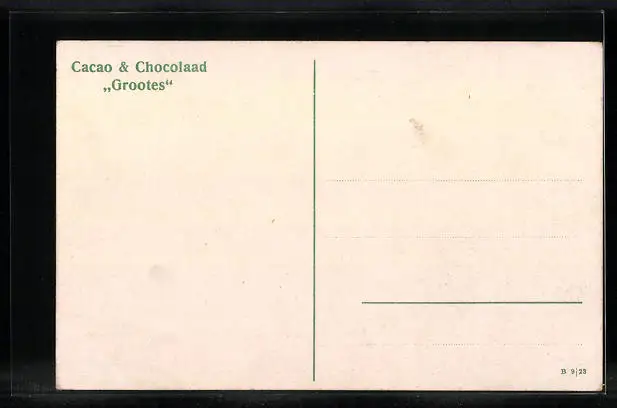 Cacao & Chocolaad
„Grootes“
B 9|23